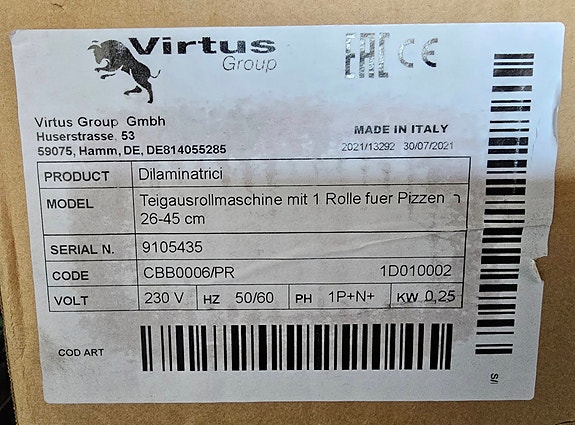 Virtus
Group
EAC CE
Virtus Group Gmbh
Huserstrasse, 53
59075, Hamm, DE, DE814055285
MADE IN ITALY
2021/13292 30/07/2021
PRODUCT Dilaminatrici
MODEL Teigausrollmaschine mit 1 Rolle fuer Pizzen
26-45 cm
SERIAL N. 9105435
CODE CBB0006/PR 1D010002
VOLT 230 V HZ 50/60 PH 1P+N+ KW 0,25
COD ART
S/